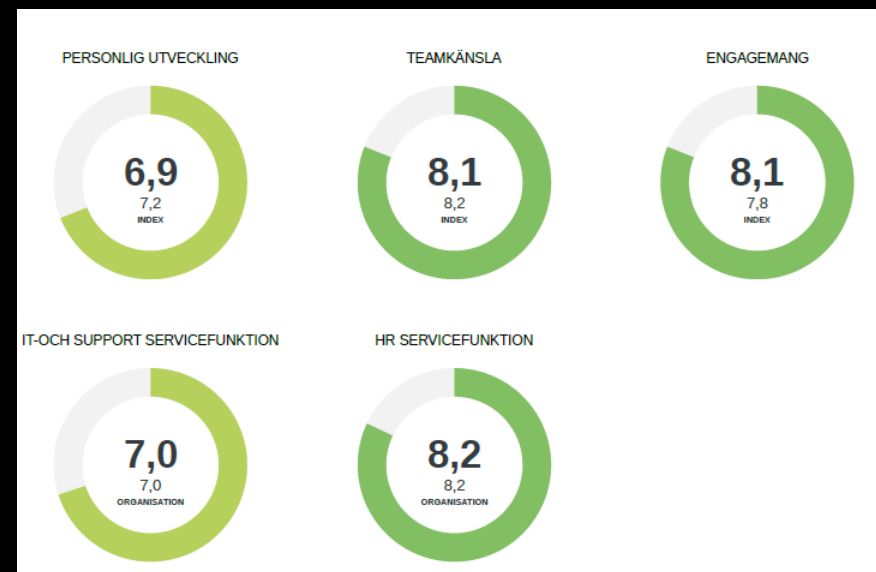 PERSONLIG UTVECKLING
6,9
7,2
INDEX
TEAMKÄNSLA
8,1
8,2
INDEX
ENGAGEMANG
8,1
7,8
INDEX
IT-OCH SUPPORT SERVICEFUNKTION
7,0
7,0
ORGANISATION
HR SERVICEFUNKTION
8,2
8,2
ORGANISATION